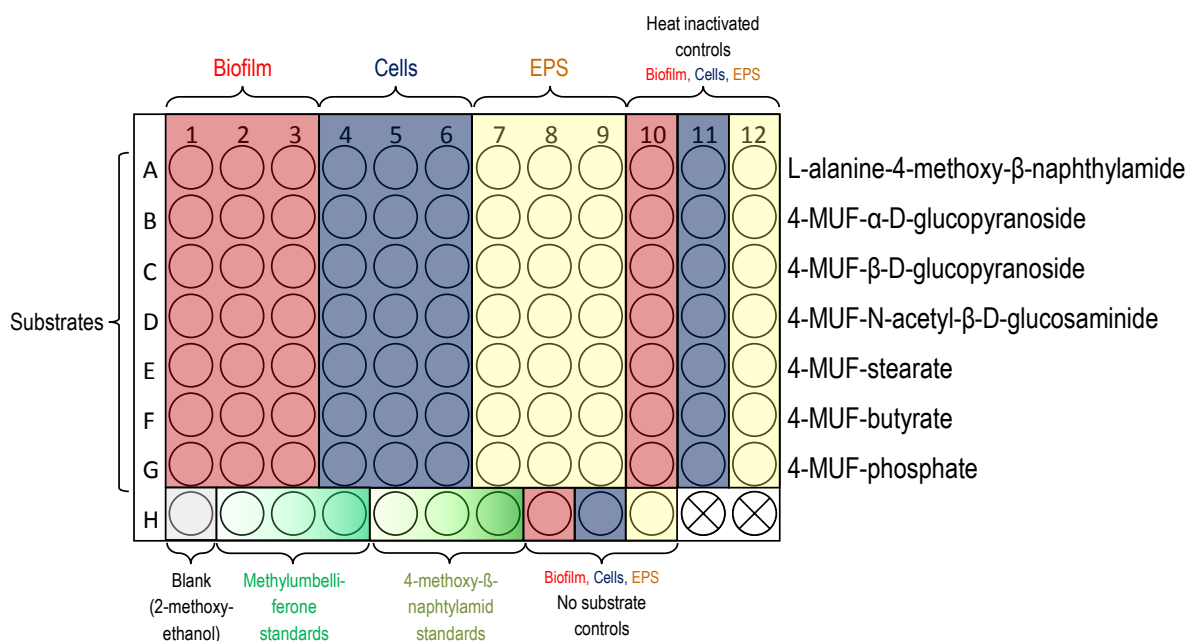 Heat inactivated
controls
Biofilm, Cells, EPS
Biofilm
Cells
EPS
1 2 3 4 5 6 7 8 9 10 11 12
A L-alanine-4-methoxy-β-naphthylamide
B 4-MUF-α-D-glucopyranoside
C 4-MUF-β-D-glucopyranoside
Substrates
D 4-MUF-N-acetyl-β-D-glucosaminide
E 4-MUF-stearate
F 4-MUF-butyrate
G 4-MUF-phosphate
H
Blank
(2-methoxy-
ethanol)
Methylumbelli-
ferone
standards
4-methoxy-ß-
naphtylamid
standards
Biofilm, Cells, EPS
No substrate
controls